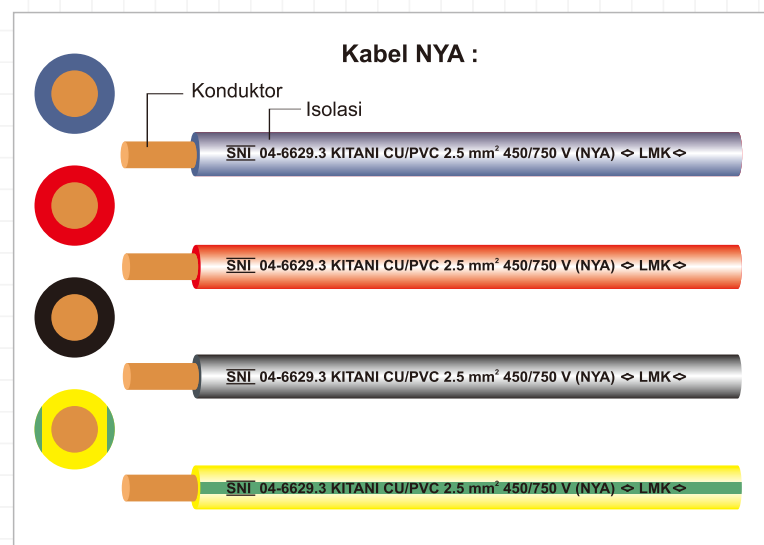 Kabel NYA :
Konduktor
Isolasi
SNI 04-6629.3 KITANI CU/PVC 2.5 mm² 450/750 V (NYA) <> LMK <>
SNI 04-6629.3 KITANI CU/PVC 2.5 mm² 450/750 V (NYA) <> LMK <>
SNI 04-6629.3 KITANI CU/PVC 2.5 mm² 450/750 V (NYA) <> LMK <>
SNI 04-6629.3 KITANI CU/PVC 2.5 mm² 450/750 V (NYA) <> LMK <>